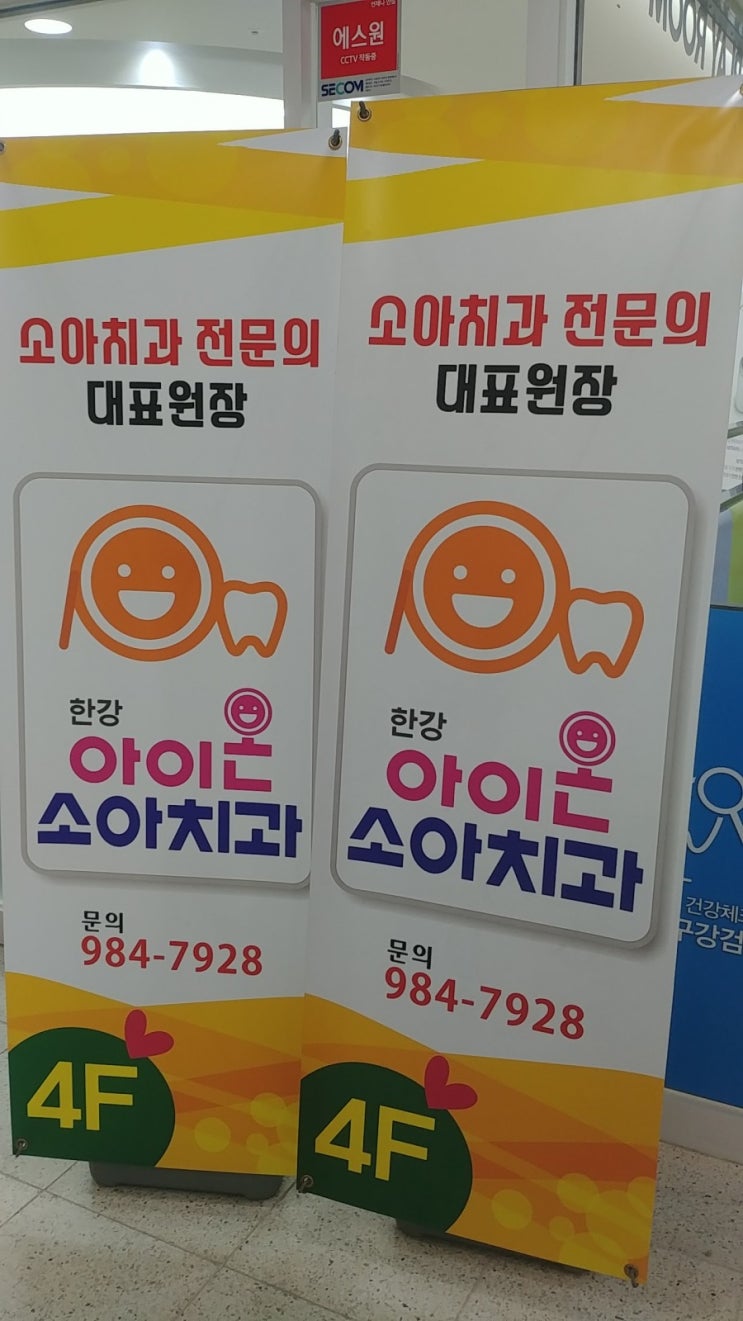 에스원
CCTV 작동중
SECOM
소아치과 전문의
대표원장
한강
아이온
소아치과
문의
984-7928
4F
소아치과 전문의
대표원장
한강
아이온
소아치과
문의
984-7928
4F
ROOM
건강체
구강검